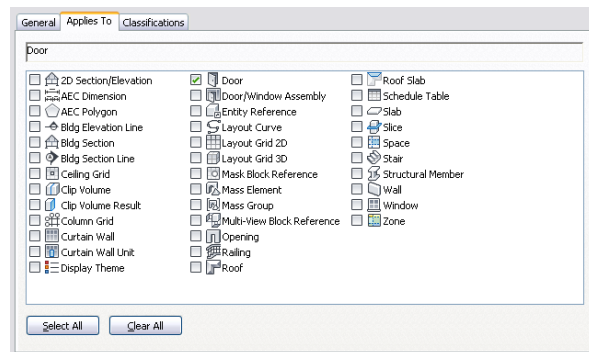 General Applies To Classifications
Door
2D Section/Elevation
AEC Dimension
AEC Polygon
Bldg Elevation Line
Bldg Section
Bldg Section Line
Ceiling Grid
Clip Volume
Clip Volume Result
Column Grid
Curtain Wall
Curtain Wall Unit
Display Theme
Door
Door/Window Assembly
Entity Reference
Layout Curve
Layout Grid 2D
Layout Grid 3D
Mask Block Reference
Mass Element
Mass Group
Multi-View Block Reference
Opening
Railing
Roof
Roof Slab
Schedule Table
Slab
Slice
Space
Stair
Structural Member
Wall
Window
Zone
Select All Clear All